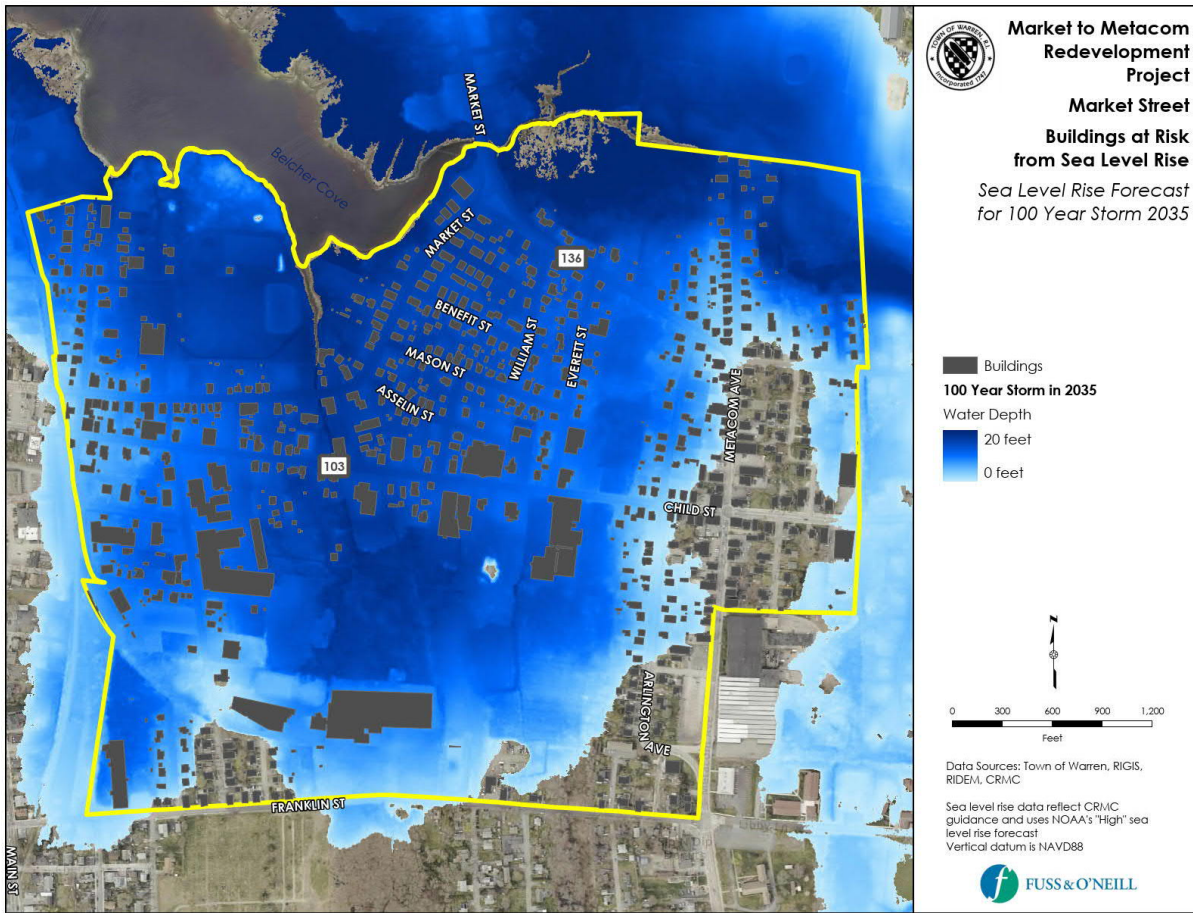 Market to Metacom
Redevelopment
Project
Market Street
Buildings at Risk
from Sea Level Rise
Sea Level Rise Forecast
for 100 Year Storm 2035
TOWN OF WARREN, R.I.
Incorporated 1747
MARKET ST
Belcher Cove
MARKET ST
136
BENEFIT ST
WILLIAM ST
EVERETT ST
MASON ST
ASSELIN ST
METACOM AVE
103
CHILD ST
ARLINGTON
AVE
FRANKLIN ST
MAIN ST
Buildings
100 Year Storm in 2035
Water Depth
20 feet
0 feet
N
0 300 600 900 1,200
Feet
Data Sources: Town of Warren, RIGIS,
RIDEM, CRMC
Sea level rise data reflect CRMC
guidance and uses NOAA's "High" sea
level rise forecast
Vertical datum is NAVD88
FUSS & O'NEILL